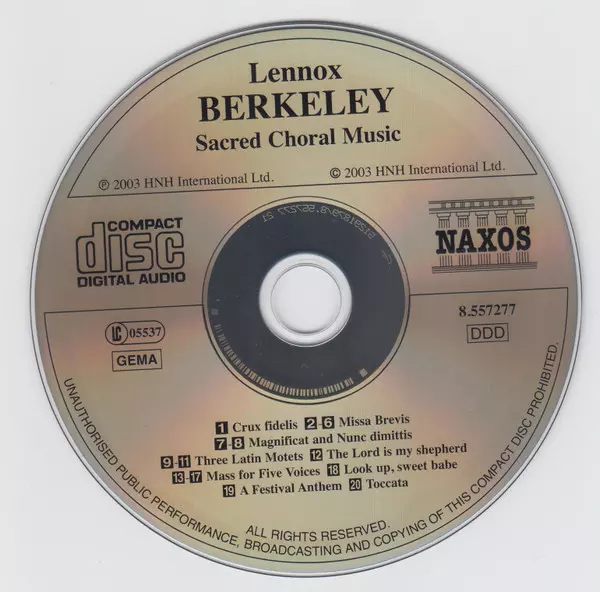 Lennox
BERKELEY
Sacred Choral Music
℗ 2003 HNH International Ltd.
© 2003 HNH International Ltd.
COMPACT
disc
DIGITAL AUDIO
NAXOS
8.557277
DDD
LC 05537
GEMA
1 Crux fidelis 2-6 Missa Brevis
7-8 Magnificat and Nunc dimittis
9-11 Three Latin Motets 12 The Lord is my shepherd
13-17 Mass for Five Voices 18 Look up, sweet babe
19 A Festival Anthem 20 Toccata
ALL RIGHTS RESERVED.
UNAUTHORISED PUBLIC PERFORMANCE, BROADCASTING AND COPYING OF THIS COMPACT DISC PROHIBITED.